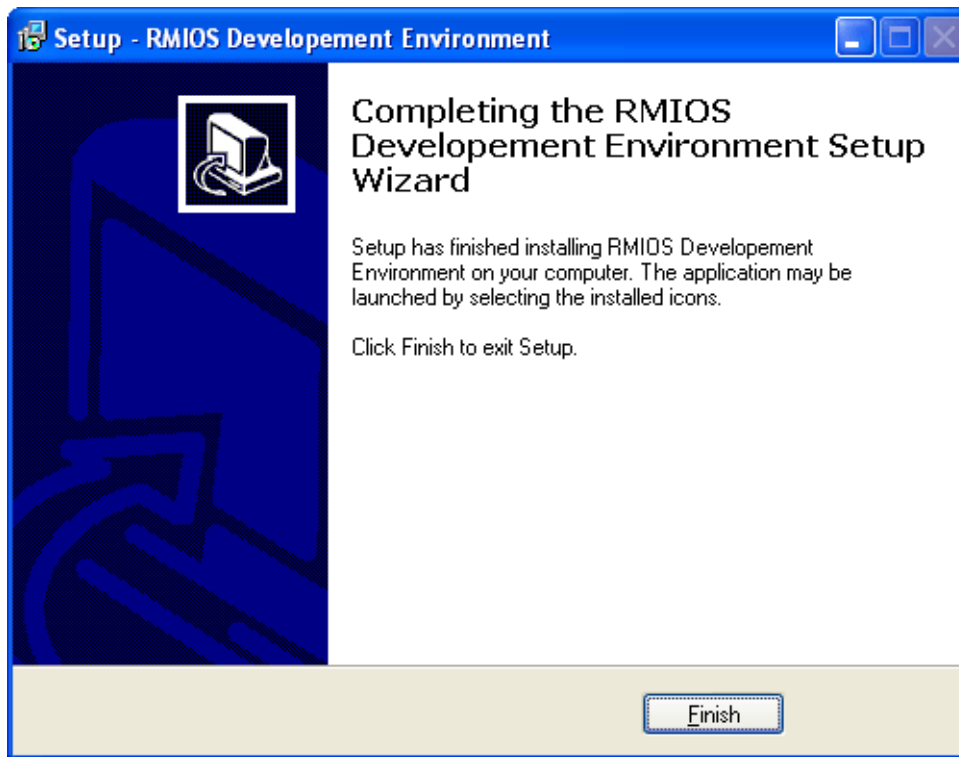 Setup - RMIOS Developement Environment
Completing the RMIOS
Developement Environment Setup
Wizard
Setup has finished installing RMIOS Developement
Environment on your computer. The application may be
launched by selecting the installed icons.
Click Finish to exit Setup.
Finish